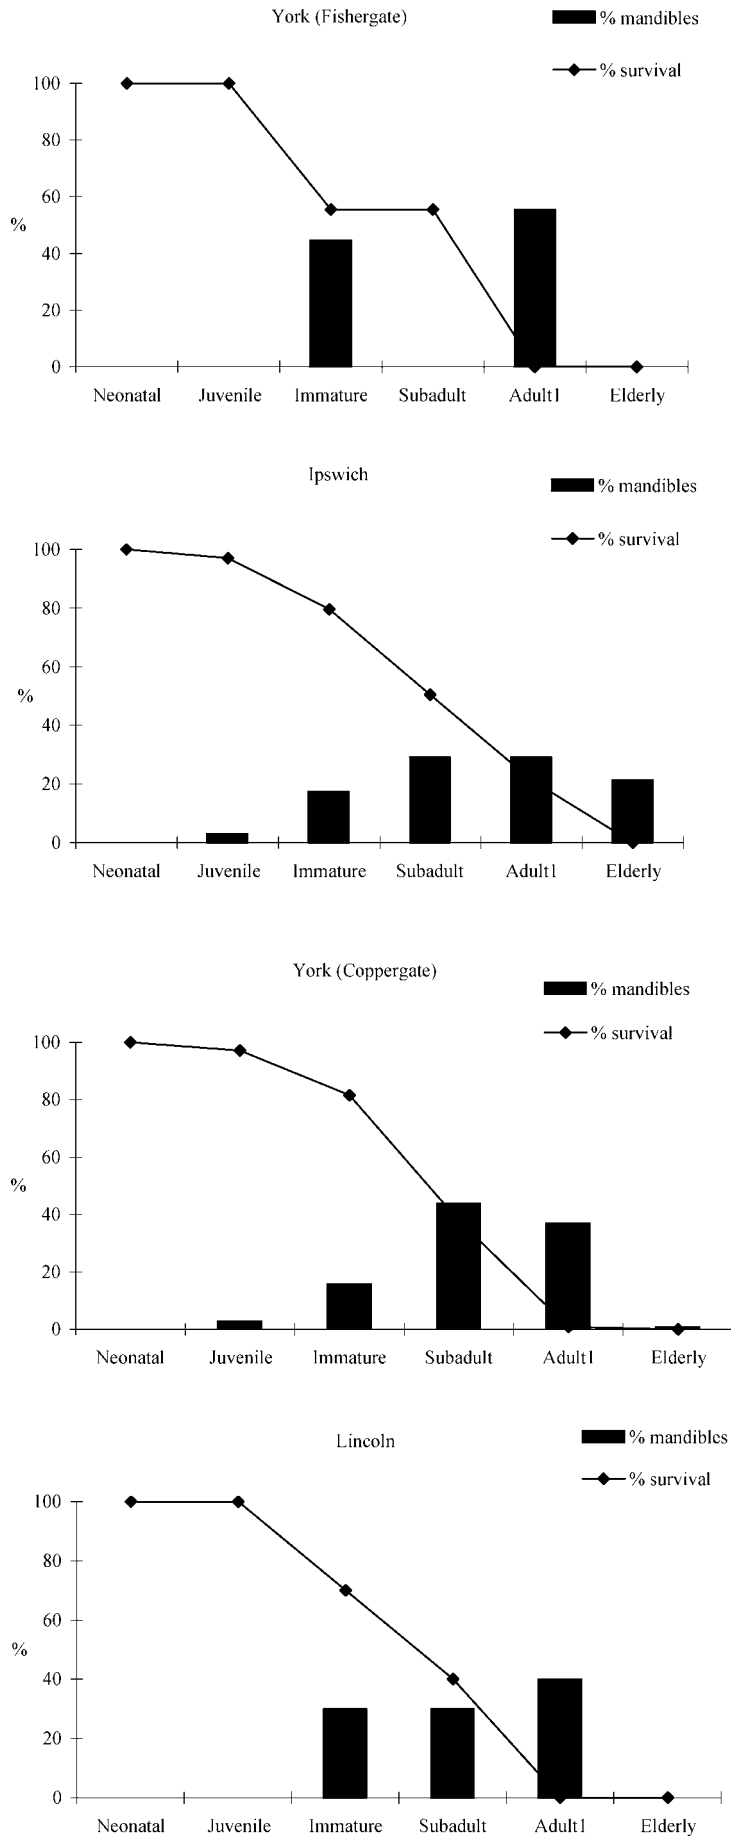 York (Fishergate)
% mandibles
% survival
100
80
60
%
40
20
0
Neonatal Juvenile Immature Subadult Adult1 Elderly
Ipswich
% mandibles
% survival
100
80
60
%
40
20
0
Neonatal Juvenile Immature Subadult Adult1 Elderly
York (Coppergate)
% mandibles
% survival
100
80
60
%
40
20
0
Neonatal Juvenile Immature Subadult Adult1 Elderly
Lincoln
% mandibles
% survival
100
80
60
%
40
20
0
Neonatal Juvenile Immature Subadult Adult1 Elderly